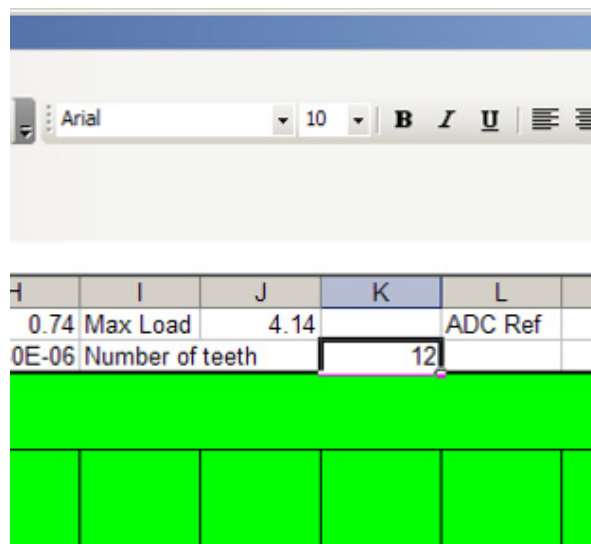 Arial 10 B I U
H I J K L
0.74 Max Load 4.14 ADC Ref
0E-06 Number of teeth 12